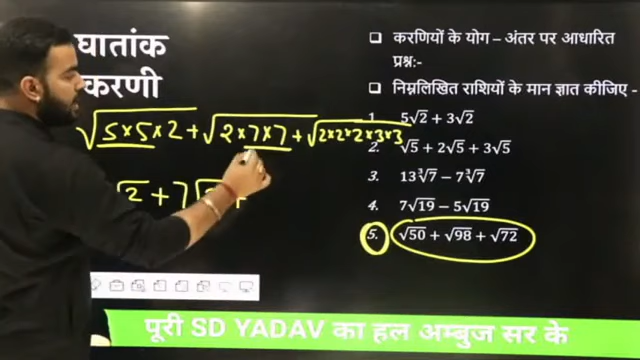 घातांक
करणी
√5×5×2 + √2×7×7 + √2×2×2×3×3
√2 + 7√
❑ करणियों के योग – अंतर पर आधारित
प्रश्न:-
❑ निम्नलिखित राशियों के मान ज्ञात कीजिए -
1. 5√2 + 3√2
2. √5 + 2√5 + 3√5
3. 13∛7 − 7∛7
4. 7√19 − 5√19
5. √50 + √98 + √72
पूरी SD YADAV का हल अम्बुज सर के